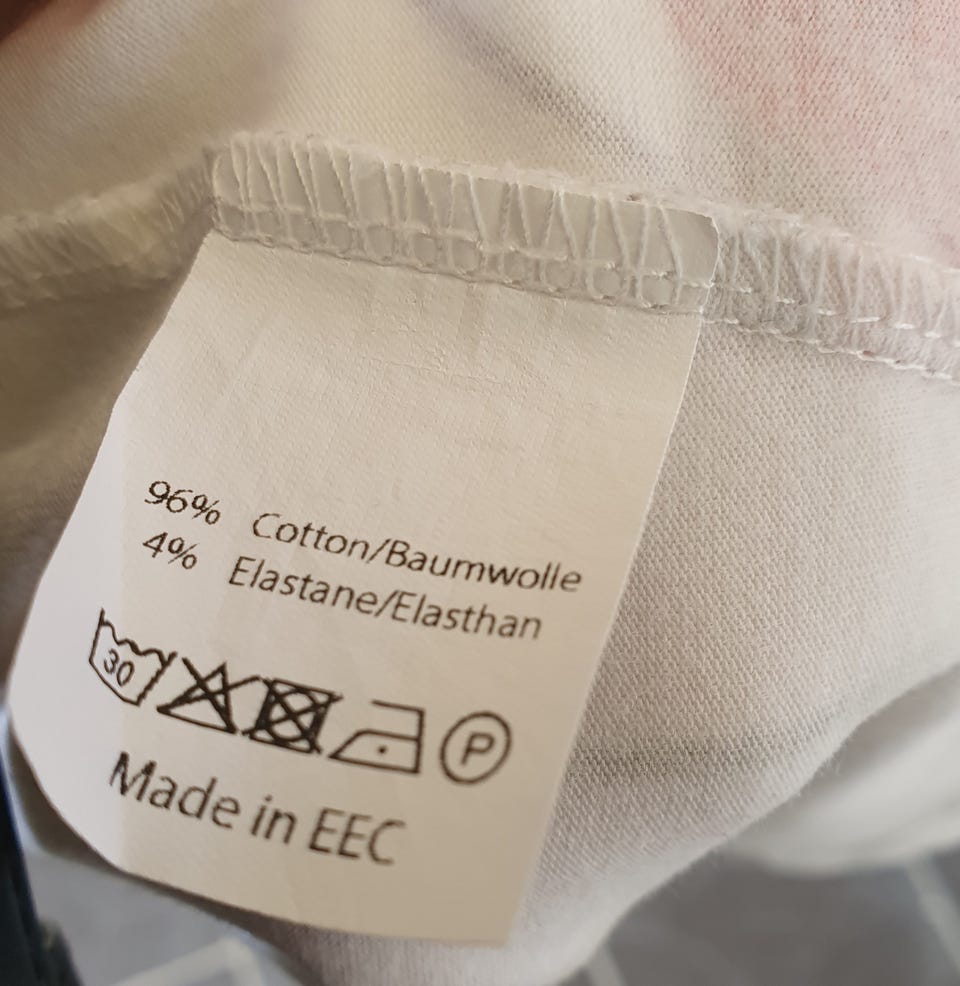 96% Cotton/Baumwolle
4% Elastane/Elasthan
30 P
Made in EEC